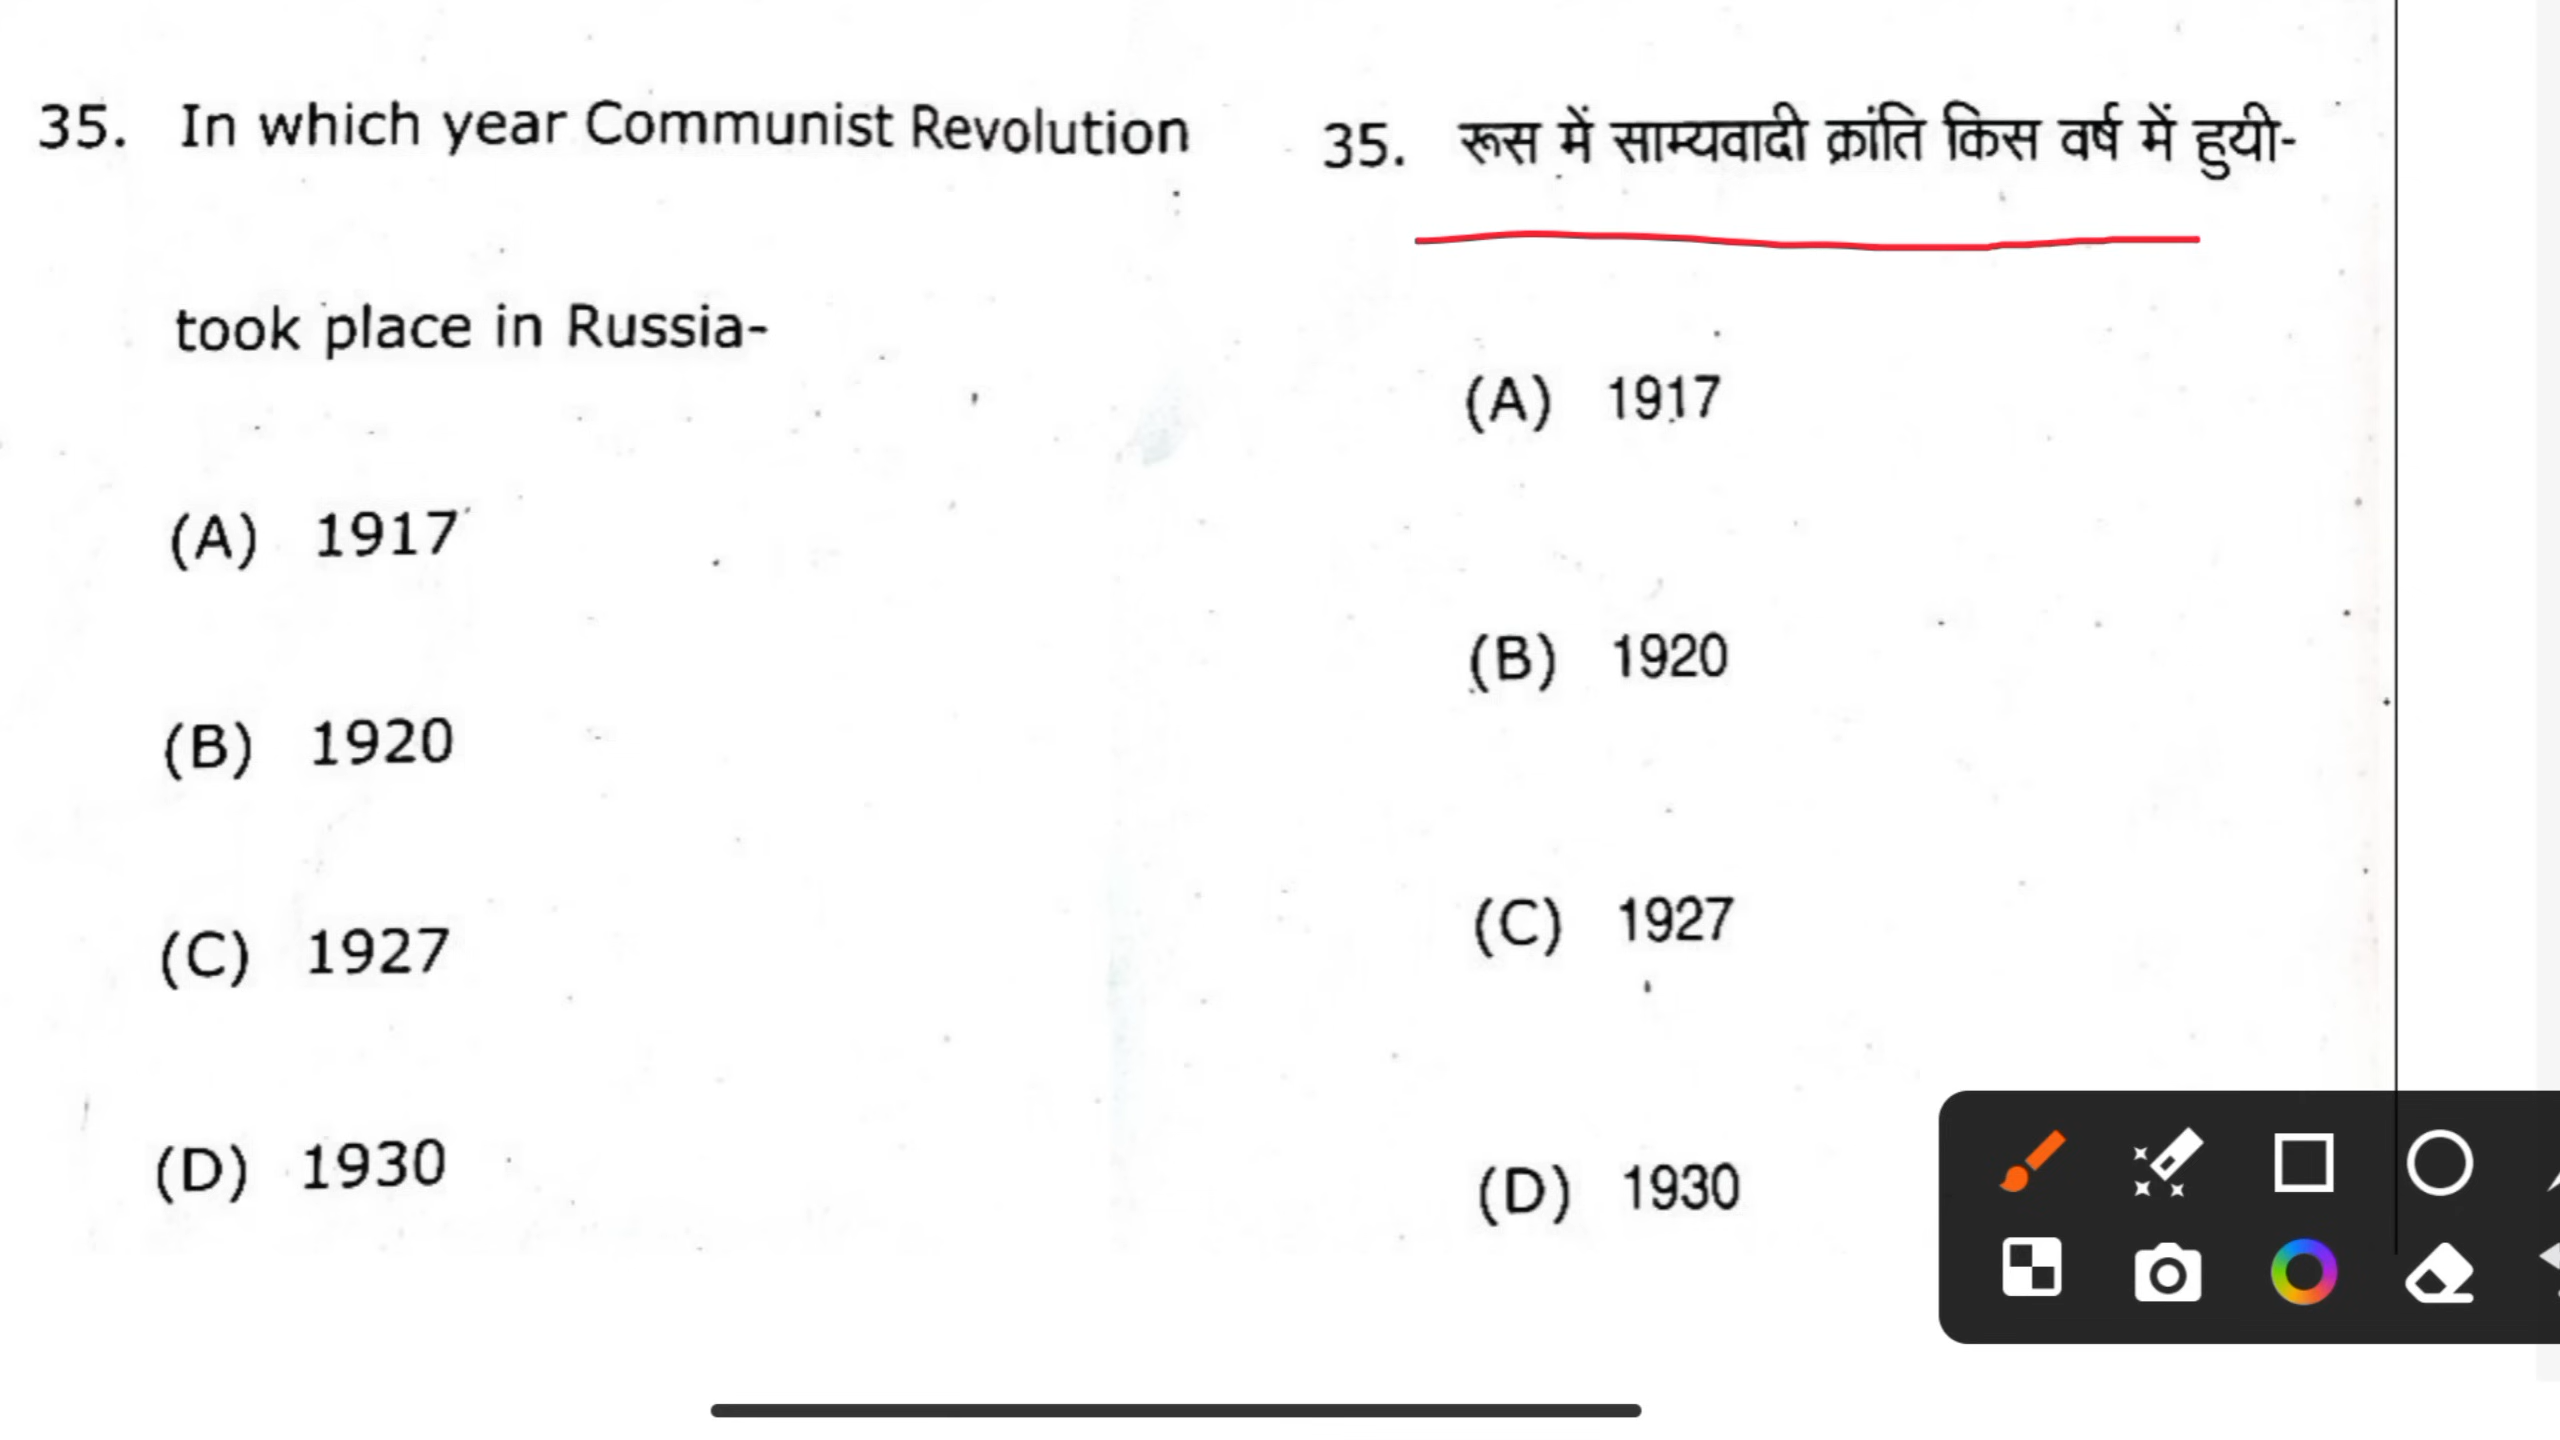 35. In which year Communist Revolution
took place in Russia-
(A) 1917
(B) 1920
(C) 1927
(D) 1930
35. रूस में साम्यवादी क्रांति किस वर्ष में हुयी-
(A) 1917
(B) 1920
(C) 1927
(D) 1930